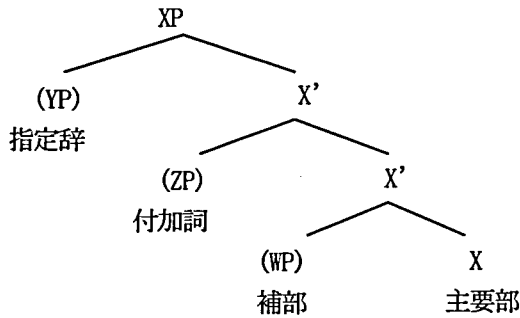 XP
(YP) X'
指定辞
(ZP) X'
付加詞
(WP) X
補部 主要部